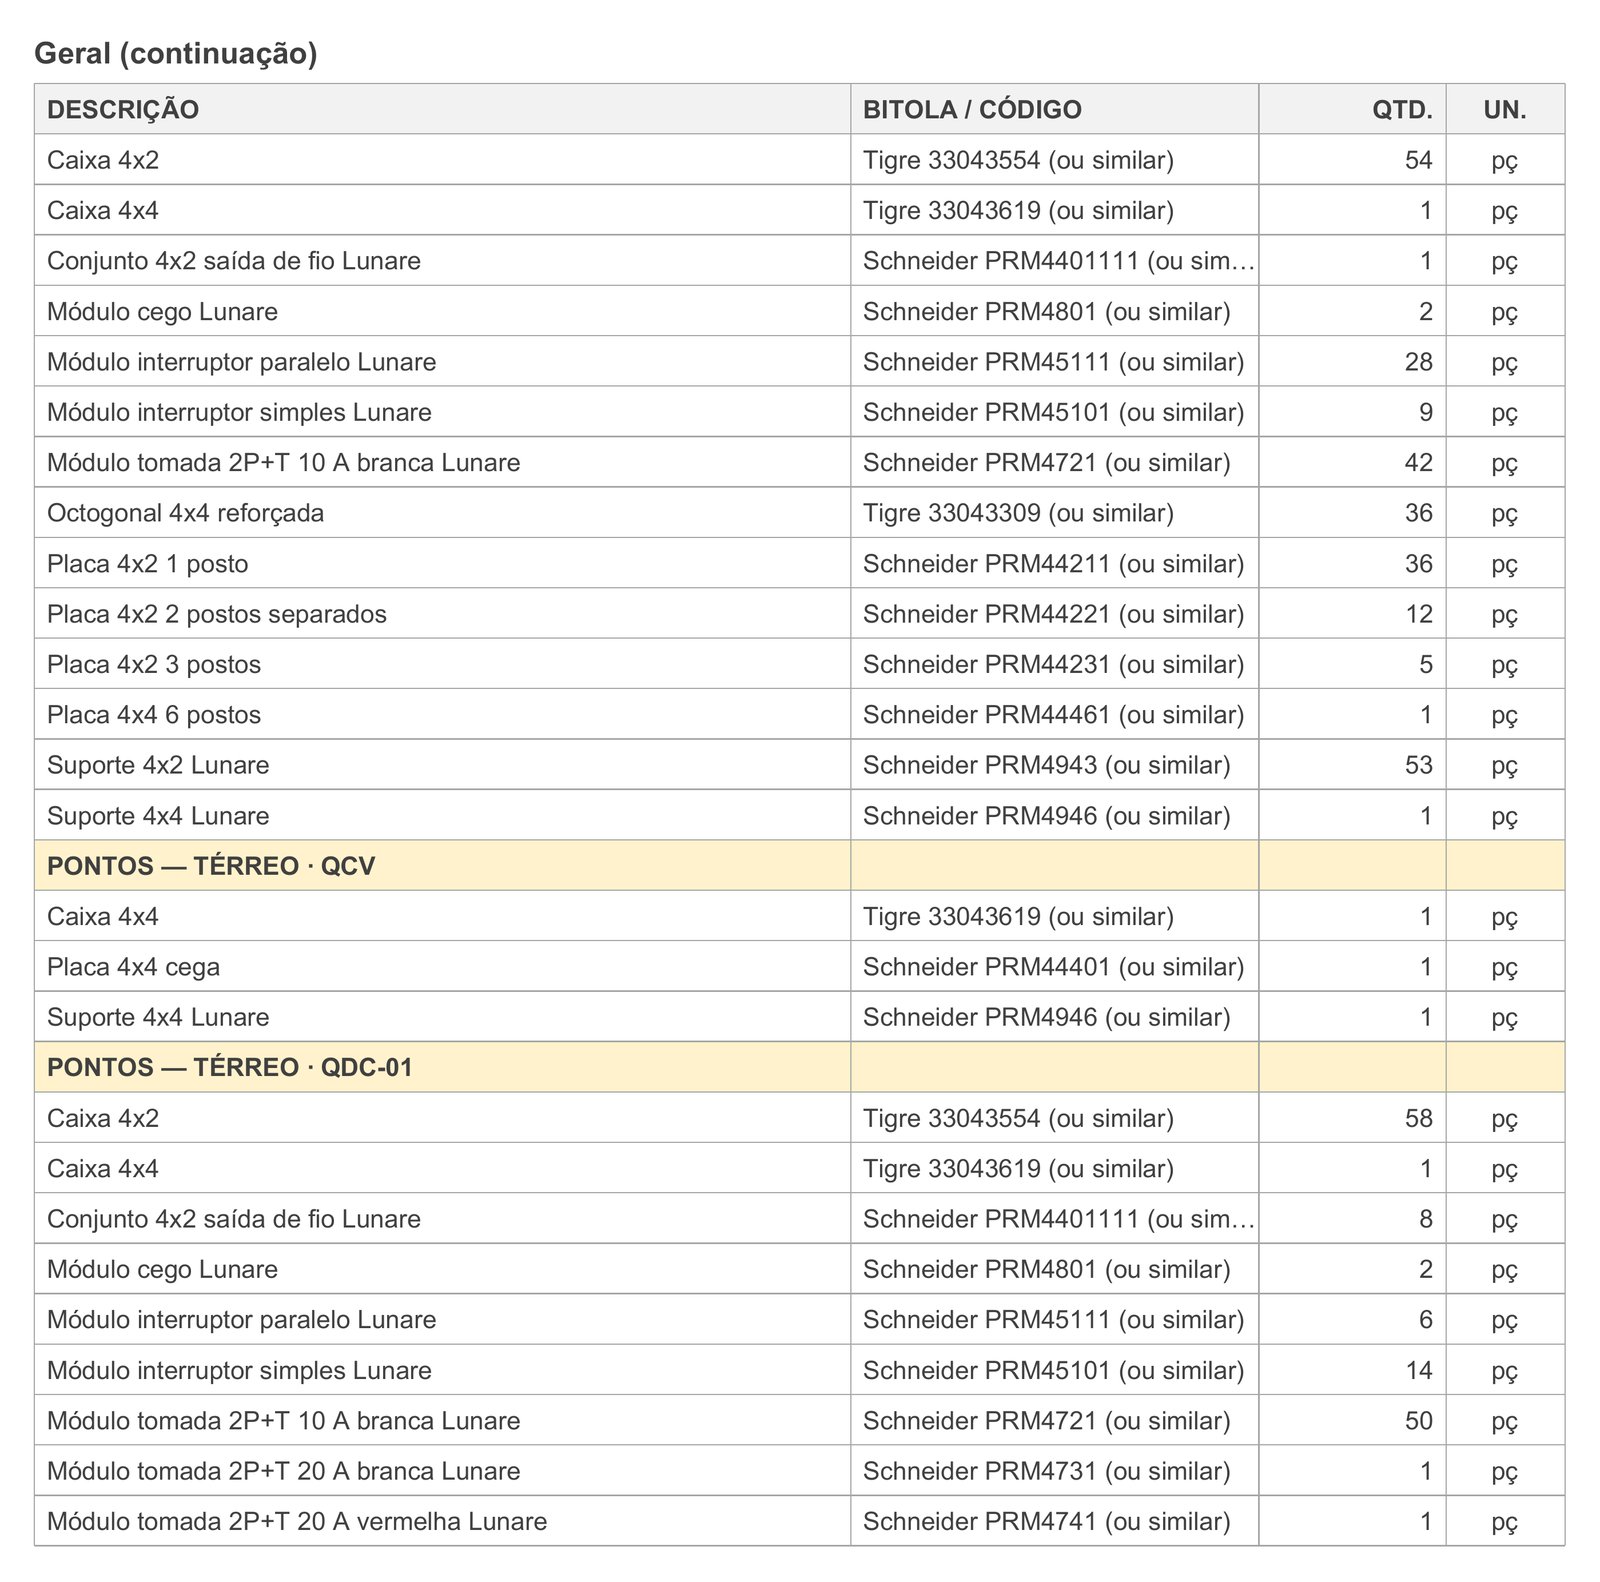 Geral (continuação)
DESCRIÇÃO BITOLA / CÓDIGO QTD. UN.
Caixa 4x2 Tigre 33043554 (ou similar) 54 pç
Caixa 4x4 Tigre 33043619 (ou similar) 1 pç
Conjunto 4x2 saída de fio Lunare Schneider PRM4401111 (ou sim… 1 pç
Módulo cego Lunare Schneider PRM4801 (ou similar) 2 pç
Módulo interruptor paralelo Lunare Schneider PRM45111 (ou similar) 28 pç
Módulo interruptor simples Lunare Schneider PRM45101 (ou similar) 9 pç
Módulo tomada 2P+T 10 A branca Lunare Schneider PRM4721 (ou similar) 42 pç
Octogonal 4x4 reforçada Tigre 33043309 (ou similar) 36 pç
Placa 4x2 1 posto Schneider PRM44211 (ou similar) 36 pç
Placa 4x2 2 postos separados Schneider PRM44221 (ou similar) 12 pç
Placa 4x2 3 postos Schneider PRM44231 (ou similar) 5 pç
Placa 4x4 6 postos Schneider PRM44461 (ou similar) 1 pç
Suporte 4x2 Lunare Schneider PRM4943 (ou similar) 53 pç
Suporte 4x4 Lunare Schneider PRM4946 (ou similar) 1 pç
PONTOS — TÉRREO · QCV
Caixa 4x4 Tigre 33043619 (ou similar) 1 pç
Placa 4x4 cega Schneider PRM44401 (ou similar) 1 pç
Suporte 4x4 Lunare Schneider PRM4946 (ou similar) 1 pç
PONTOS — TÉRREO · QDC-01
Caixa 4x2 Tigre 33043554 (ou similar) 58 pç
Caixa 4x4 Tigre 33043619 (ou similar) 1 pç
Conjunto 4x2 saída de fio Lunare Schneider PRM4401111 (ou sim… 8 pç
Módulo cego Lunare Schneider PRM4801 (ou similar) 2 pç
Módulo interruptor paralelo Lunare Schneider PRM45111 (ou similar) 6 pç
Módulo interruptor simples Lunare Schneider PRM45101 (ou similar) 14 pç
Módulo tomada 2P+T 10 A branca Lunare Schneider PRM4721 (ou similar) 50 pç
Módulo tomada 2P+T 20 A branca Lunare Schneider PRM4731 (ou similar) 1 pç
Módulo tomada 2P+T 20 A vermelha Lunare Schneider PRM4741 (ou similar) 1 pç